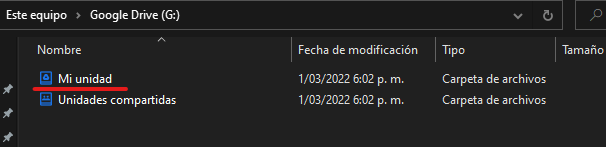 Este equipo > Google Drive (G:)
Nombre Fecha de modificación Tipo Tamaño
Mi unidad 1/03/2022 6:02 p. m. Carpeta de archivos
Unidades compartidas 1/03/2022 6:02 p. m. Carpeta de archivos